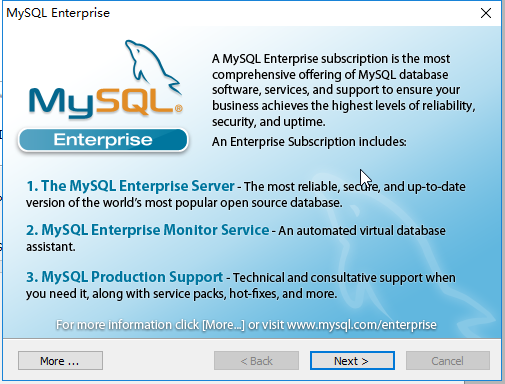 MySQL Enterprise
MySQL®
Enterprise
A MySQL Enterprise subscription is the most
comprehensive offering of MySQL database
software, services, and support to ensure your
business achieves the highest levels of reliability,
security, and uptime.
An Enterprise Subscription includes:
1. The MySQL Enterprise Server - The most reliable, secure, and up-to-date
version of the world's most popular open source database.
2. MySQL Enterprise Monitor Service - An automated virtual database
assistant.
3. MySQL Production Support - Technical and consultative support when
you need it, along with service packs, hot-fixes, and more.
For more information click [More...] or visit www.mysql.com/enterprise
More ...
< Back
Next >
Cancel